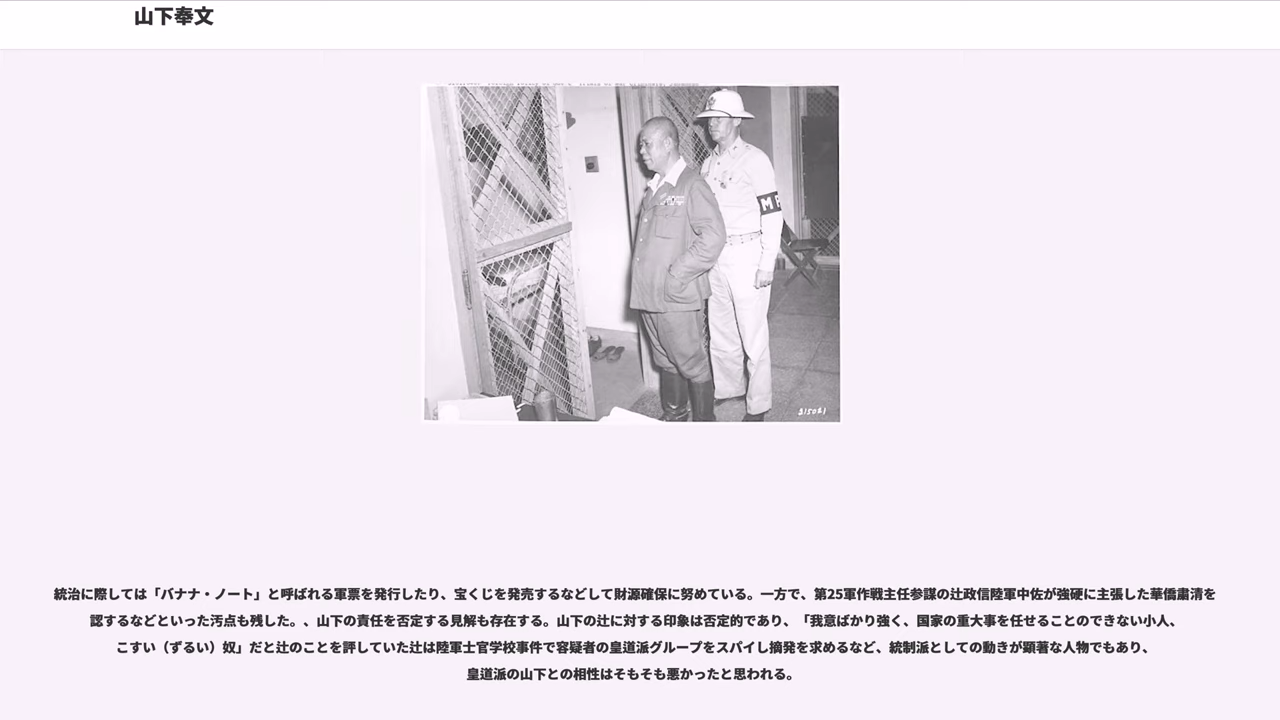 山下奉文
MP
215021
統治に際しては「バナナ・ノート」と呼ばれる軍票を発行したり、宝くじを発売するなどして財源確保に努めている。一方で、第25軍作戦主任参謀の辻政信陸軍中佐が強硬に主張した華僑粛清を
認するなどといった汚点も残した。、山下の責任を否定する見解も存在する。山下の辻に対する印象は否定的であり、「我意ばかり強く、国家の重大事を任せることのできない小人、
こすい（ずるい）奴」だと辻のことを評していた辻は陸軍士官学校事件で容疑者の皇道派グループをスパイし摘発を求めるなど、統制派としての動きが顕著な人物でもあり、
皇道派の山下との相性はそもそも悪かったと思われる。